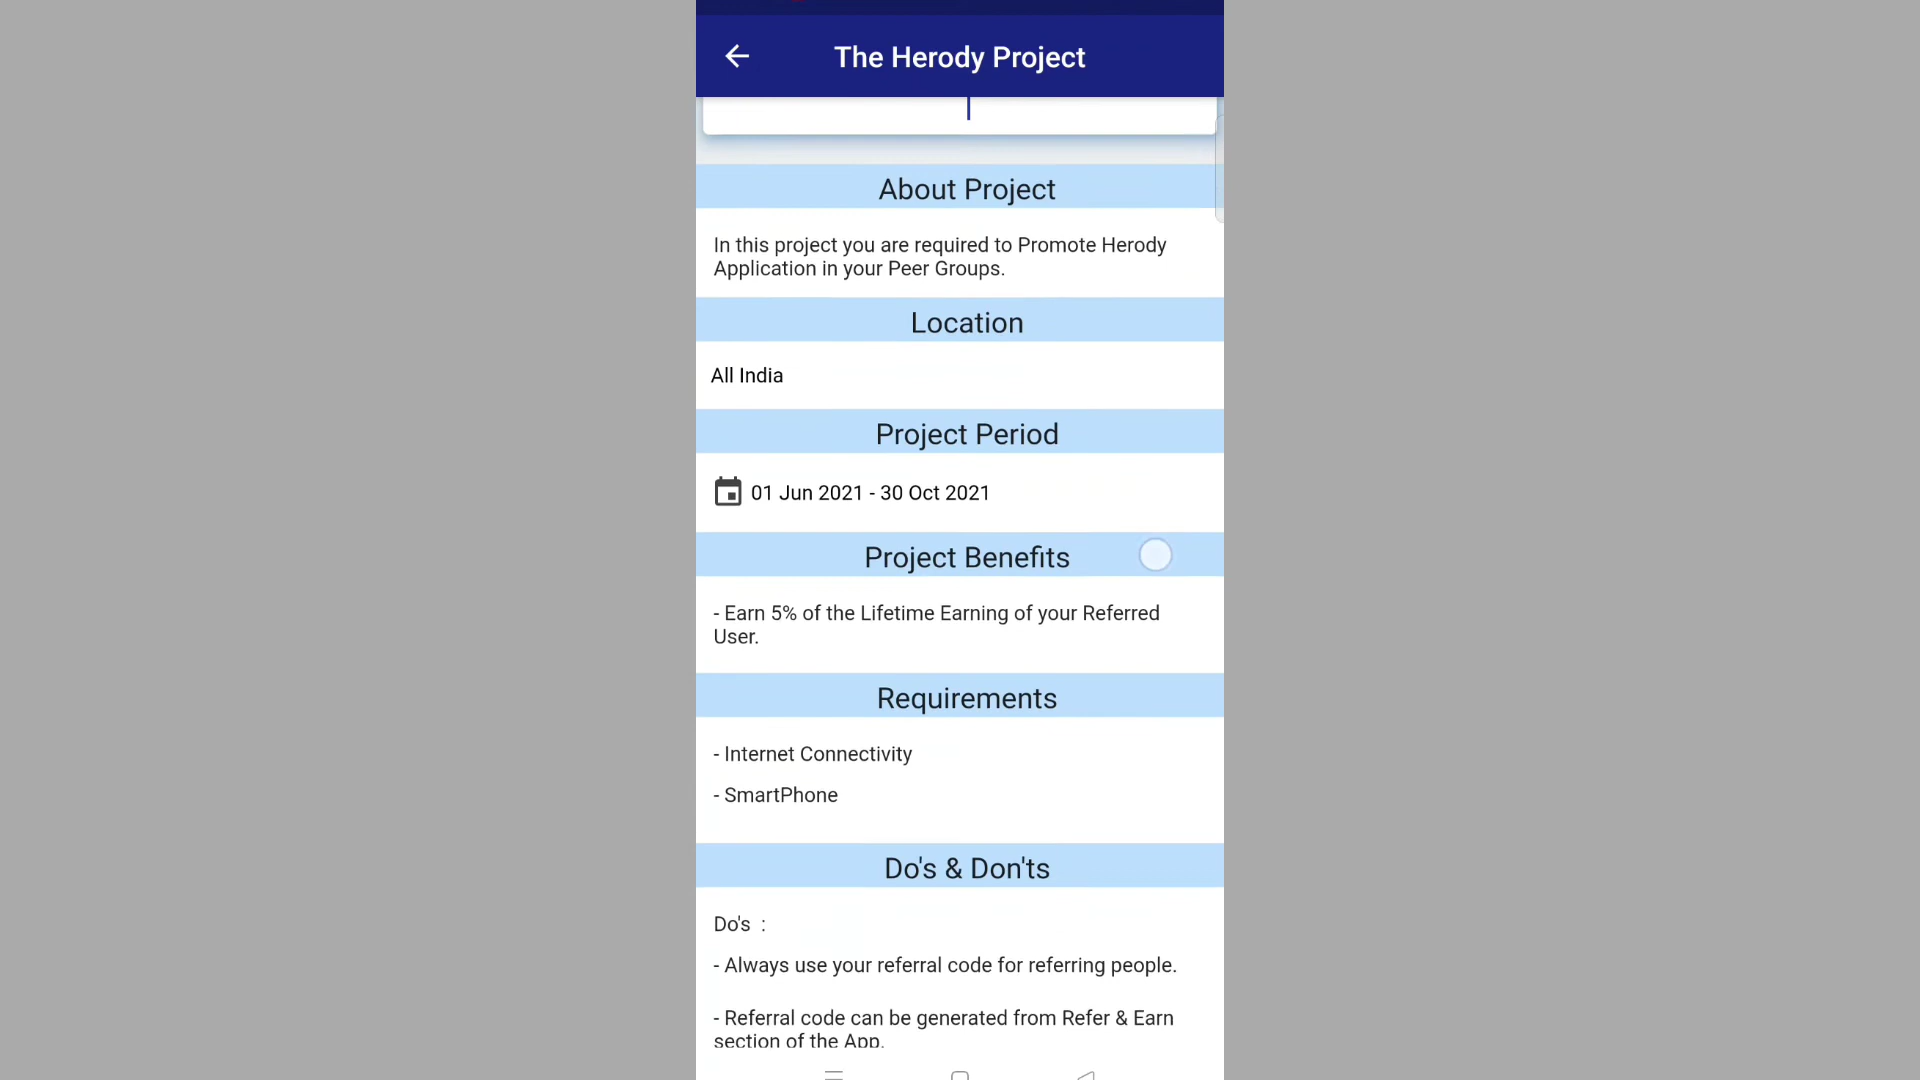 The Herody Project
About Project
In this project you are required to Promote Herody
Application in your Peer Groups.
Location
All India
Project Period
01 Jun 2021 - 30 Oct 2021
Project Benefits
- Earn 5% of the Lifetime Earning of your Referred
User.
Requirements
- Internet Connectivity
- SmartPhone
Do's & Don'ts
Do's  :
- Always use your referral code for referring people.
- Referral code can be generated from Refer & Earn
section of the App.